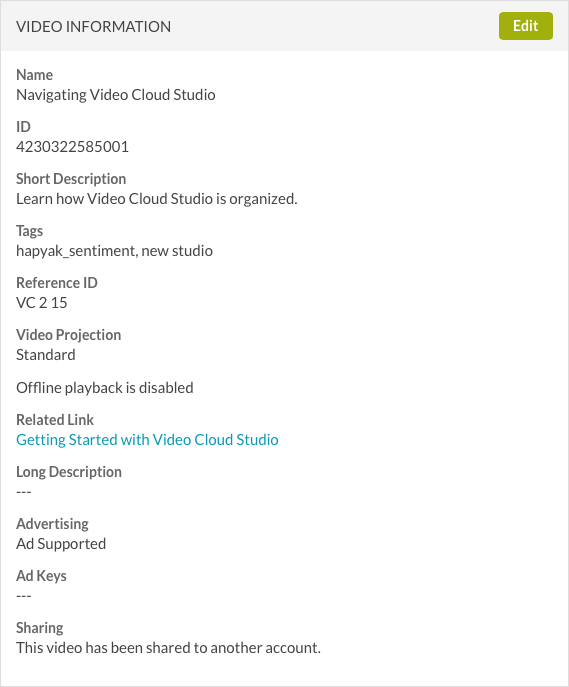 VIDEO INFORMATION
Edit
Name
Navigating Video Cloud Studio
ID
4230322585001
Short Description
Learn how Video Cloud Studio is organized.
Tags
hapyak_sentiment, new studio
Reference ID
VC 2 15
Video Projection
Standard
Offline playback is disabled
Related Link
Getting Started with Video Cloud Studio
Long Description
---
Advertising
Ad Supported
Ad Keys
---
Sharing
This video has been shared to another account.